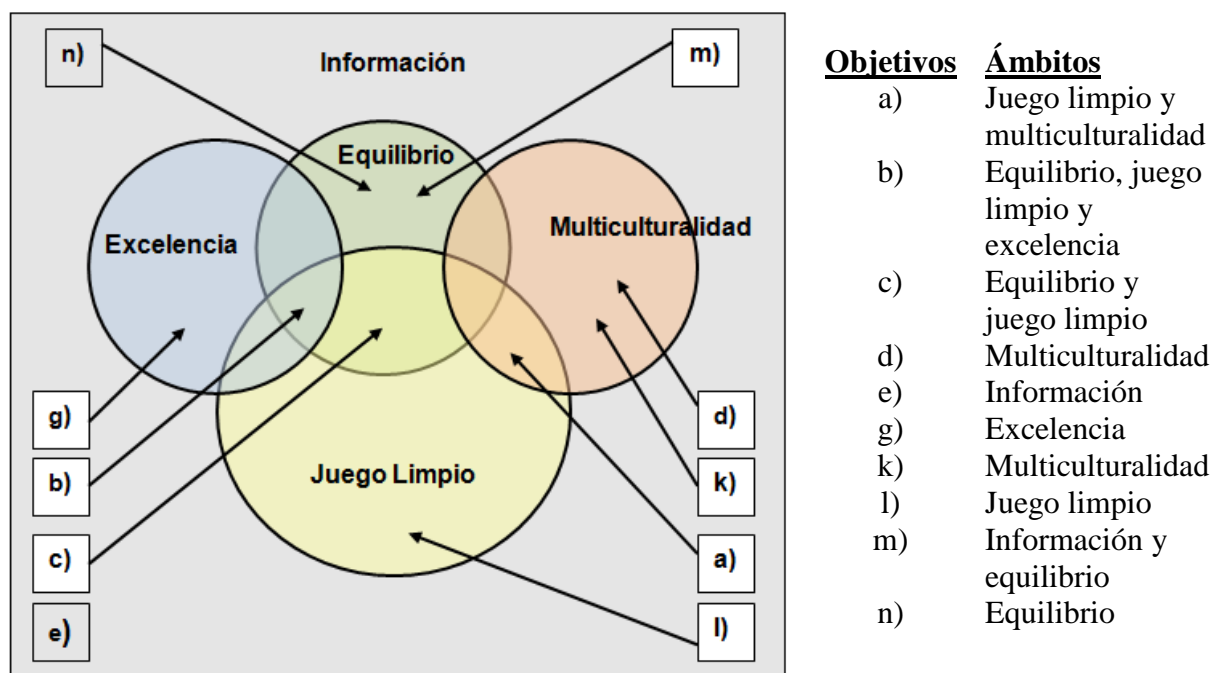 n)
Información
m)
Equilibrio
Excelencia
Multiculturalidad
g)
d)
b)
Juego Limpio
k)
c)
a)
e)
l)
Objetivos Ámbitos
a) Juego limpio y
multiculturalidad
b) Equilibrio, juego
limpio y
excelencia
c) Equilibrio y
juego limpio
d) Multiculturalidad
e) Información
g) Excelencia
k) Multiculturalidad
l) Juego limpio
m) Información y
equilibrio
n) Equilibrio